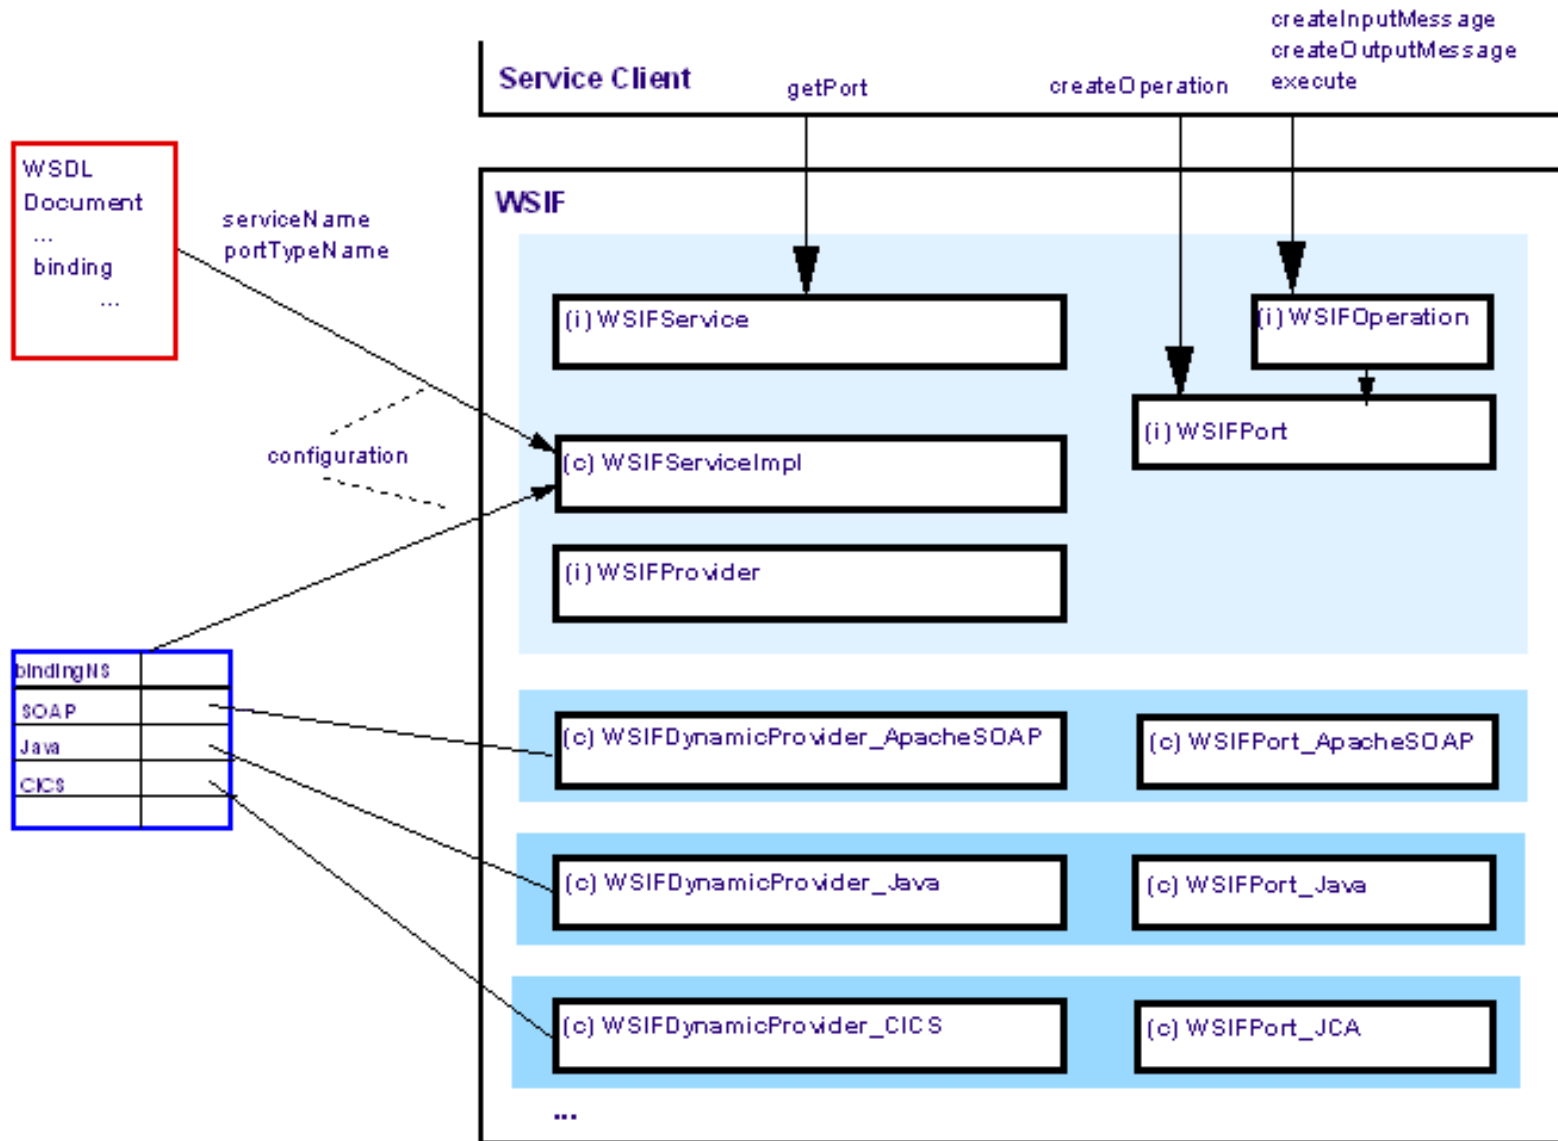 createInputMessage
createOutputMessage
execute
Service Client
getPort
createOperation
WSDL
Document
...
binding
...
serviceName
portTypeName
WSIF
(i) WSIFService
(i) WSIFOperation
(i) WSIFPort
configuration
(c) WSIFServiceImpl
(i) WSIFProvider
bindingNS
SOAP
Java
CICS
(c) WSIFDynamicProvider_ApacheSOAP
(c) WSIFPort_ApacheSOAP
(c) WSIFDynamicProvider_Java
(c) WSIFPort_Java
(c) WSIFDynamicProvider_CICS
(c) WSIFPort_JCA
...